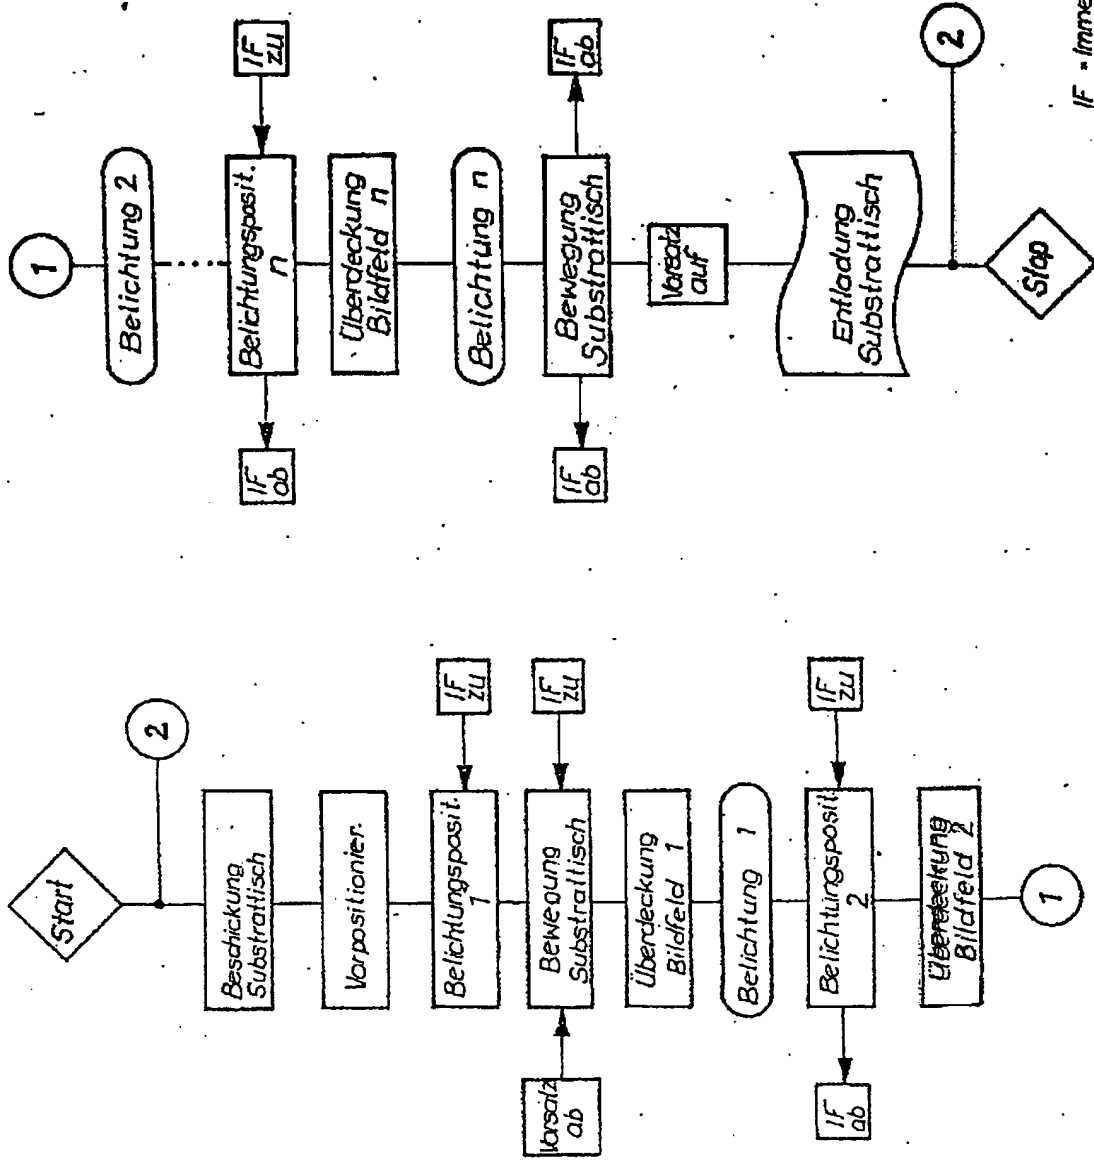 Start
2
Beschickung
Substrattisch
Vorpositionier.
Belichtungsposit.
1
IF
zu
Vorsatz
ab
Bewegung
Substrattisch
IF
zu
Überdeckung
Bildfeld 1
Belichtung 1
IF
ab
Belichtungsposit.
2
IF
zu
Überdeckung
Bildfeld 2
1
1
Belichtung 2
IF
ab
Belichtungsposit.
n
IF
zu
Überdeckung
Bildfeld n
Belichtung n
IF
ab
Bewegung
Substrattisch
IF
ab
Vorsatz
auf
Entladung
Substrattisch
2
Stop
IF = Imme